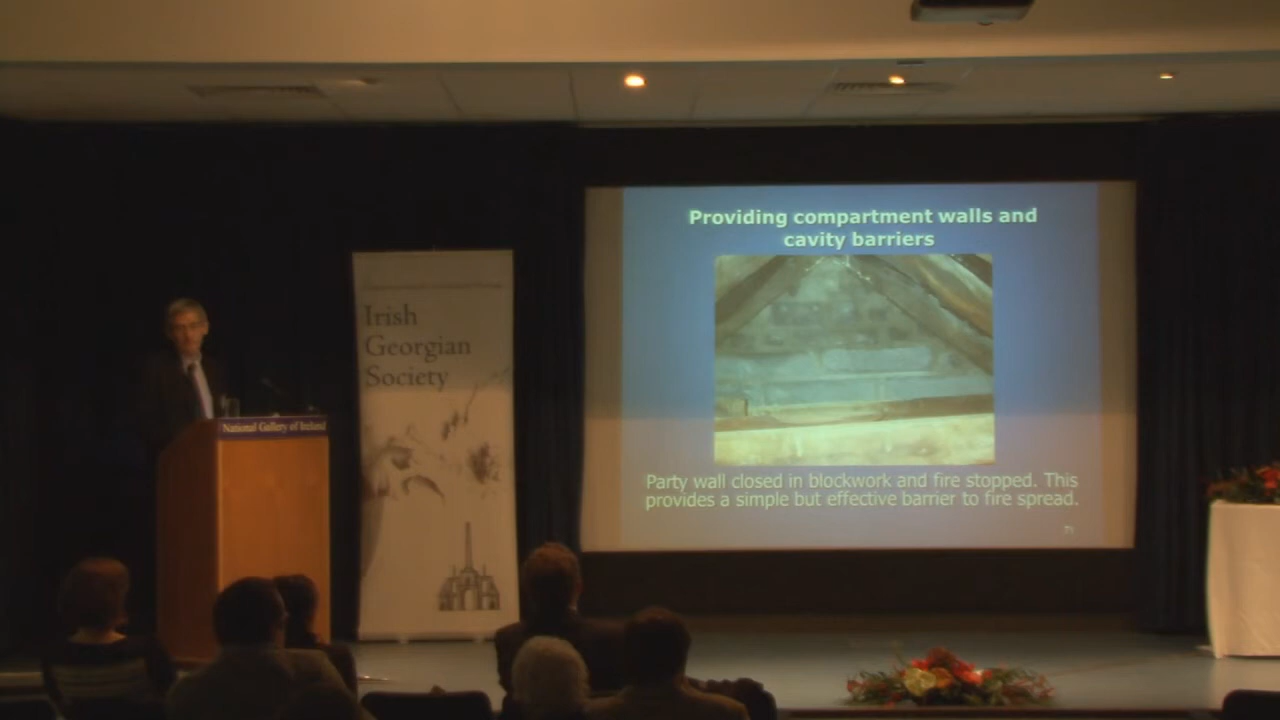 Irish
Georgian
Society
National Gallery of Ireland
Providing compartment walls and
cavity barriers
Party wall closed in blockwork and fire stopped. This
provides a simple but effective barrier to fire spread.
71